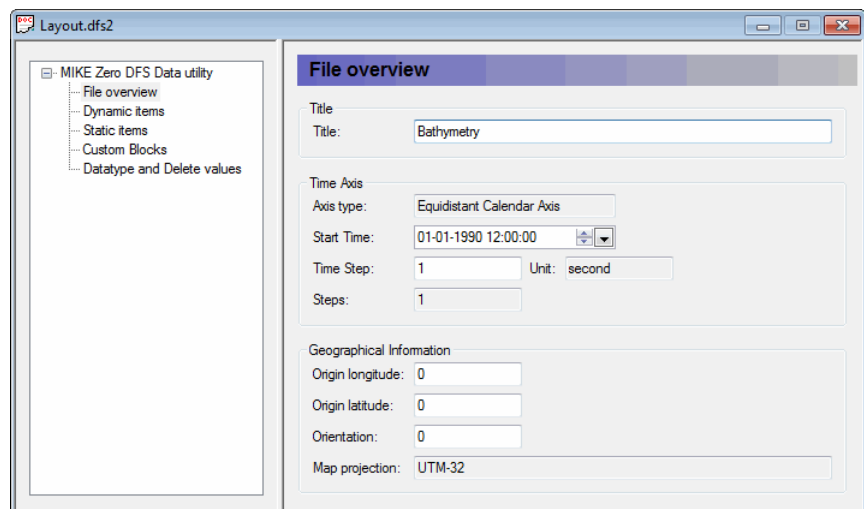 Layout.dfs2
MIKE Zero DFS Data utility
File overview
Dynamic items
Static items
Custom Blocks
Datatype and Delete values
File overview
Title
Title: Bathymetry
Time Axis
Axis type: Equidistant Calendar Axis
Start Time: 01-01-1990 12:00:00
Time Step: 1 Unit: second
Steps: 1
Geographical Information
Origin longitude: 0
Origin latitude: 0
Orientation: 0
Map projection: UTM-32